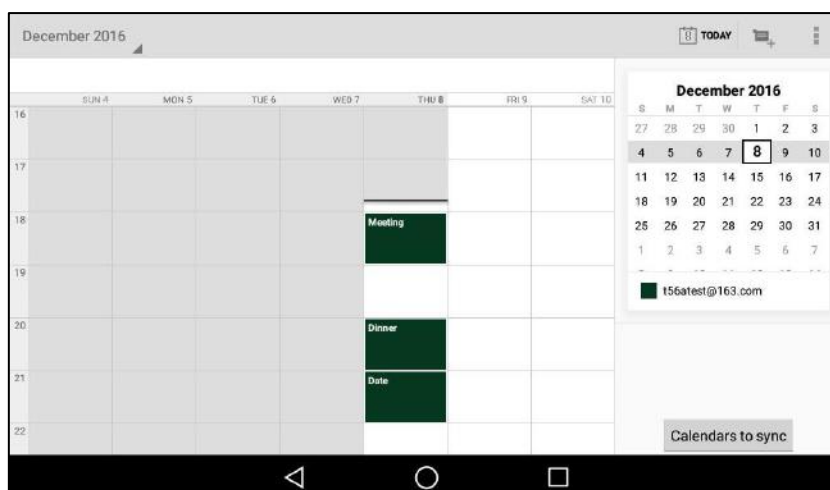 December 2016
8 TODAY
SUN 4 MON 5 TUE 6 WED 7 THU 8 FRI 9 SAT 10
16
17
18
Meeting
19
20
Dinner
21
Date
22
December 2016
S M T W T F S
27 28 29 30 1 2 3
4 5 6 7 8 9 10
11 12 13 14 15 16 17
18 19 20 21 22 23 24
25 26 27 28 29 30 31
1 2 3 4 5 6 7
t56atest@163.com
Calendars to sync